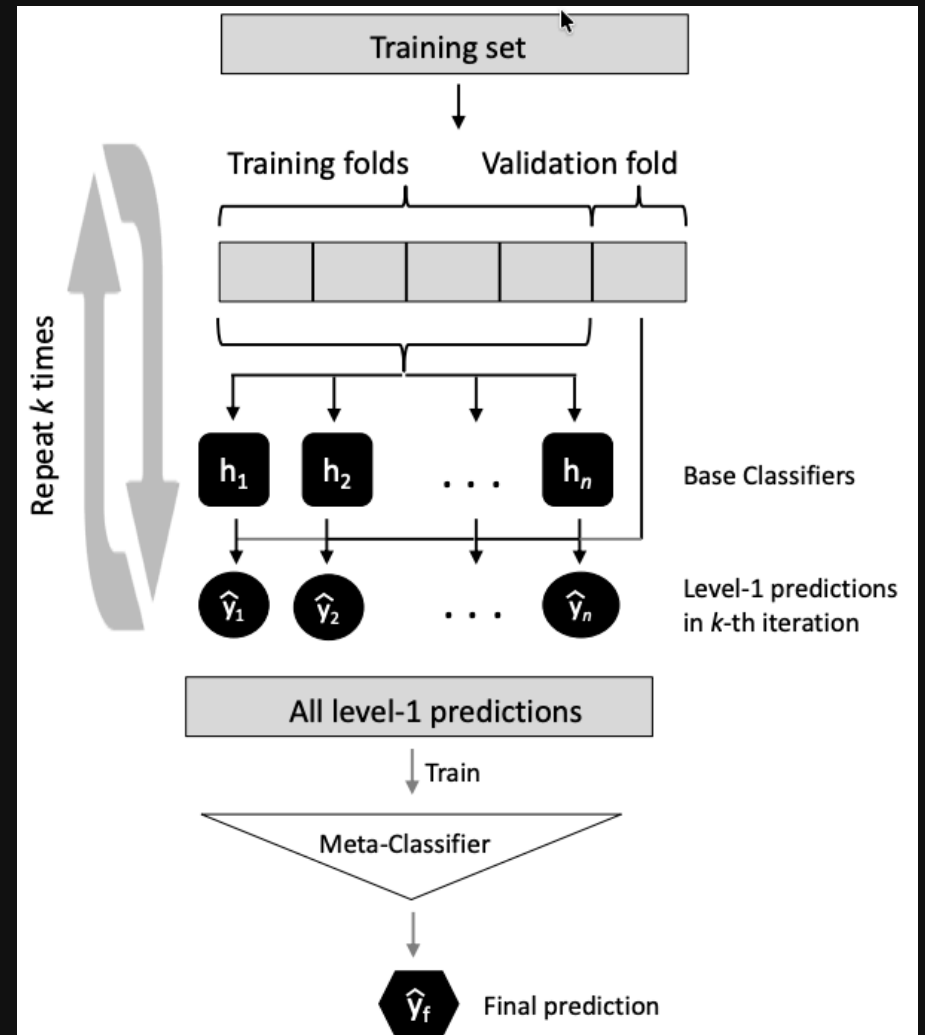 Training set
Training folds
Validation fold
Repeat k times
h₁
h₂
. . .
hₙ
Base Classifiers
ŷ₁
ŷ₂
. . .
ŷₙ
Level-1 predictions
in k-th iteration
All level-1 predictions
Train
Meta-Classifier
ŷf
Final prediction